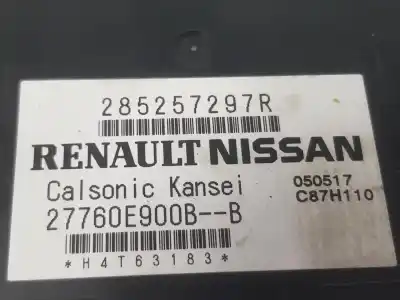 285257297R
RENAULT NISSAN
Calsonic Kansei 050517
27760E900B--B C87H110
*H4T63183*